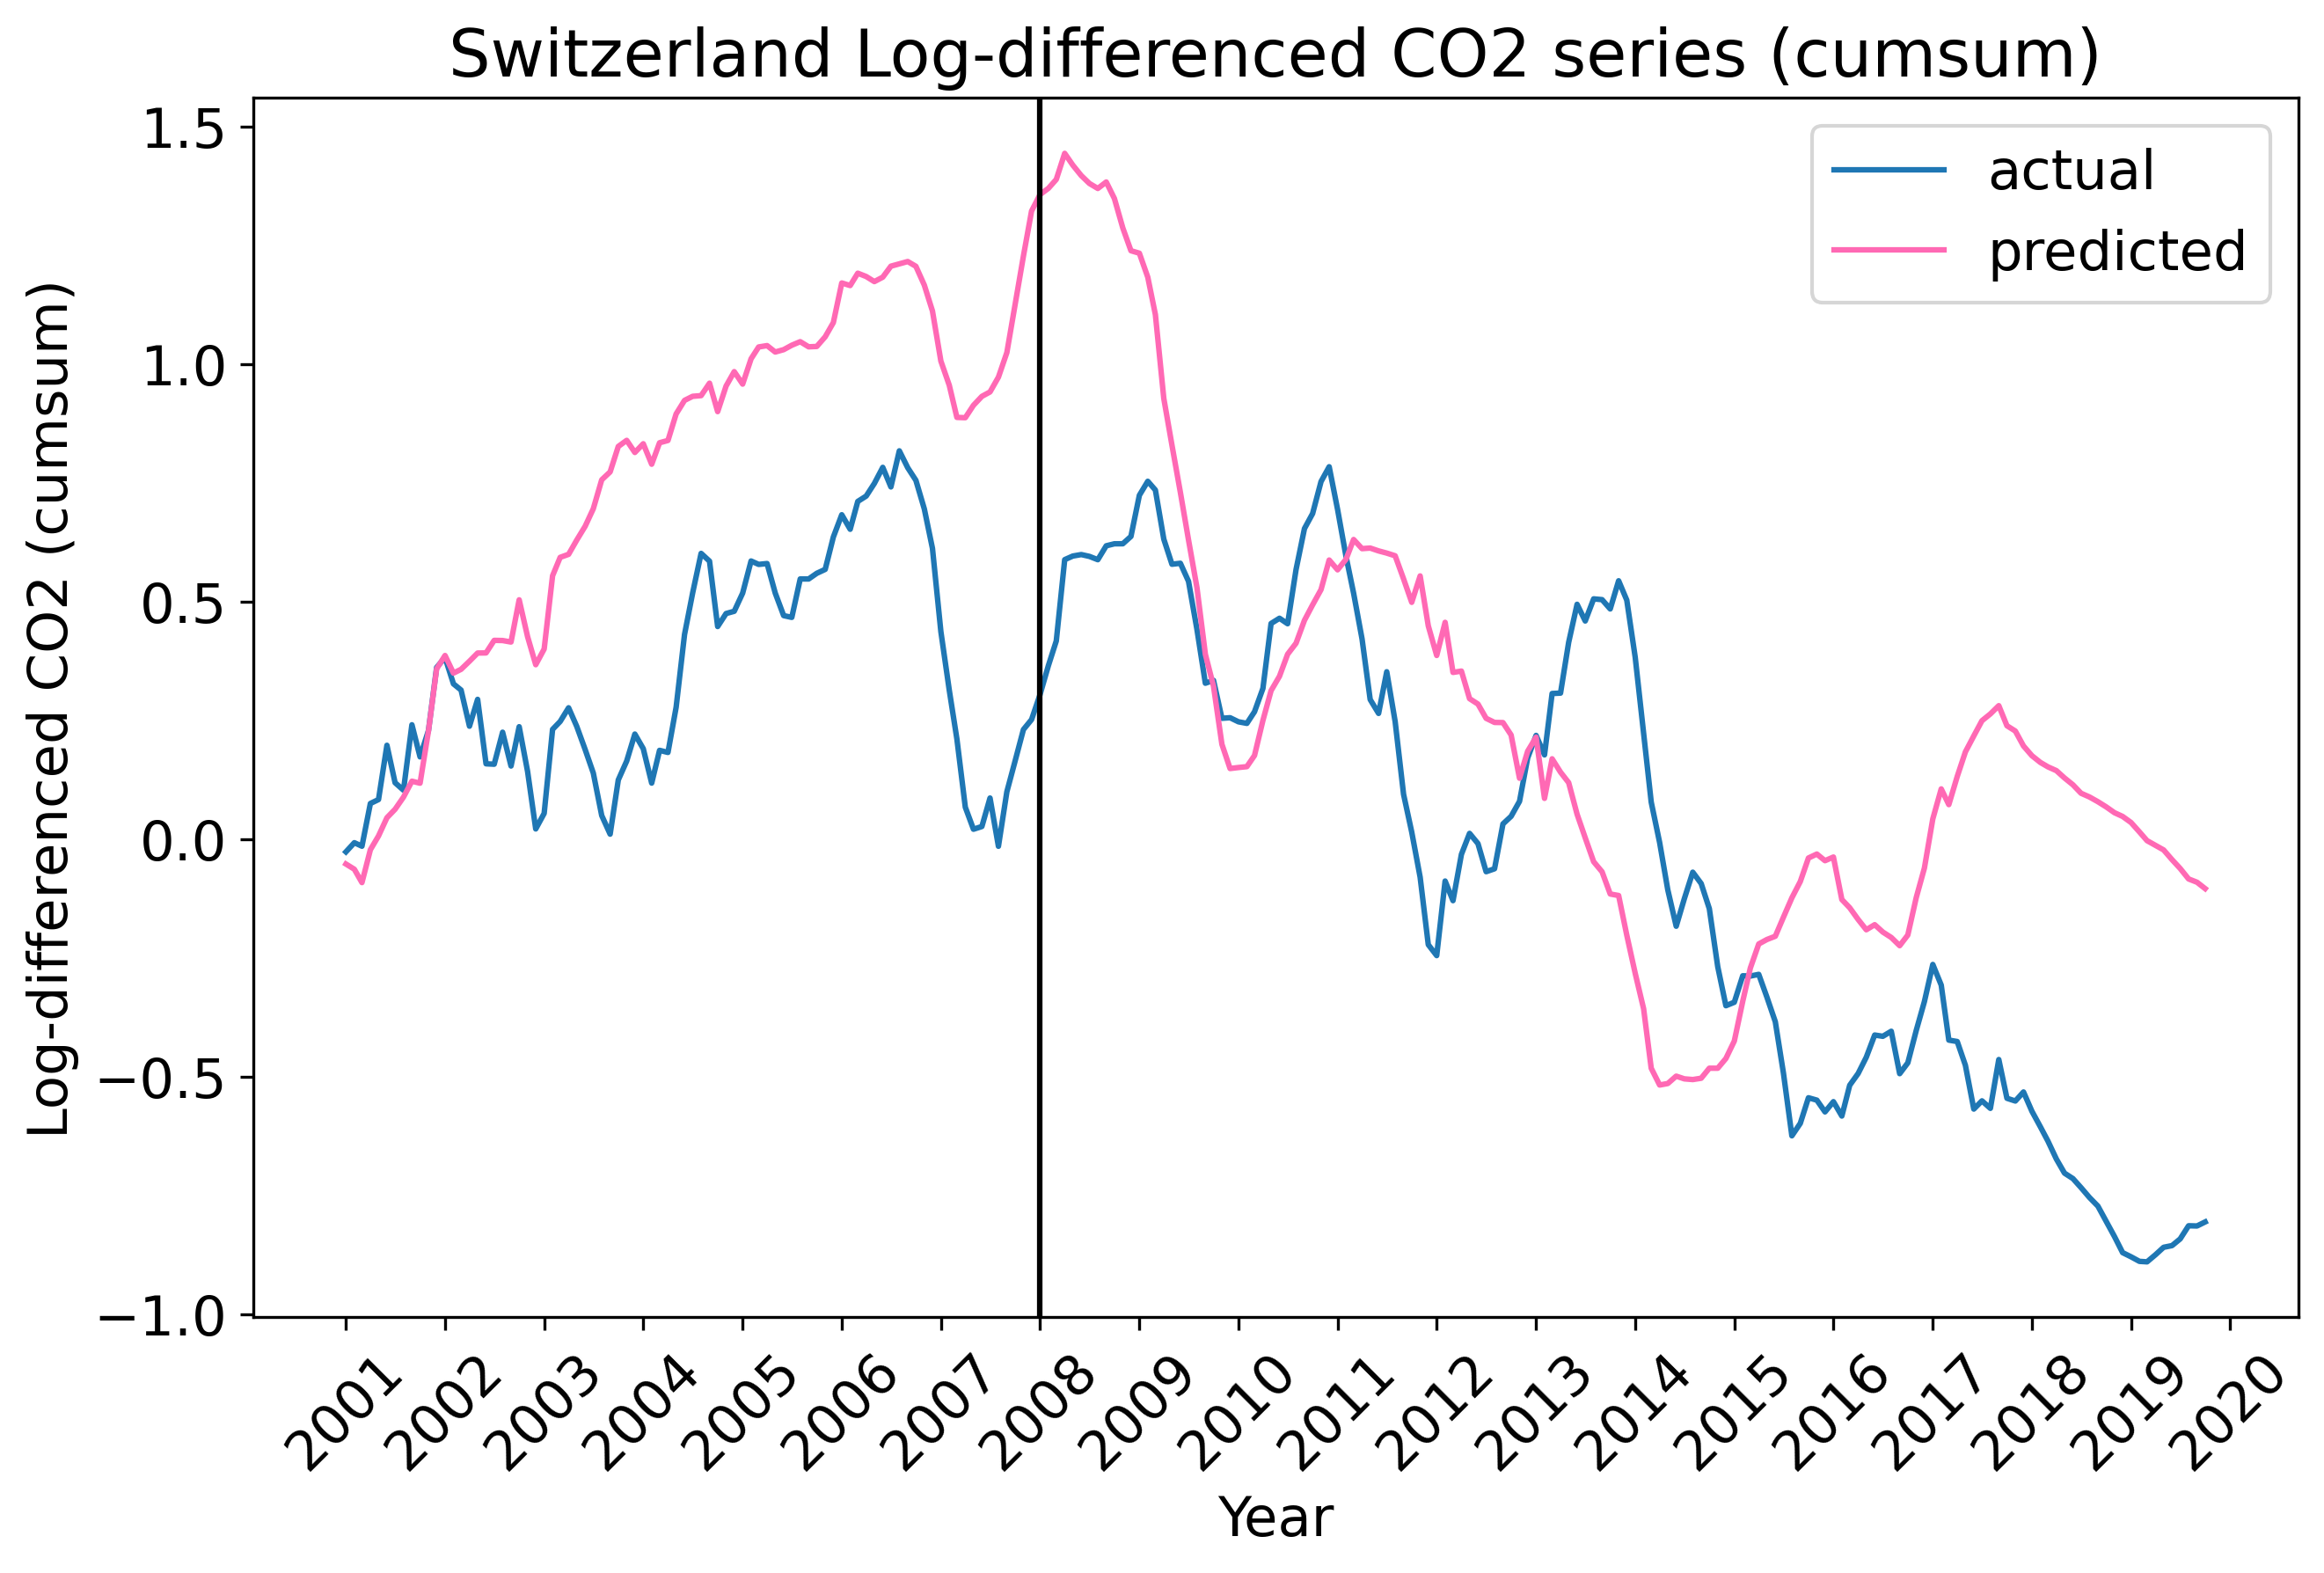 Switzerland Log-differenced CO2 series (cumsum)
actual
predicted
Log-differenced CO2 (cumsum)
1.5
1.0
0.5
0.0
−0.5
−1.0
2001 2002 2003 2004 2005 2006 2007 2008 2009 2010 2011 2012 2013 2014 2015 2016 2017 2018 2019 2020
Year